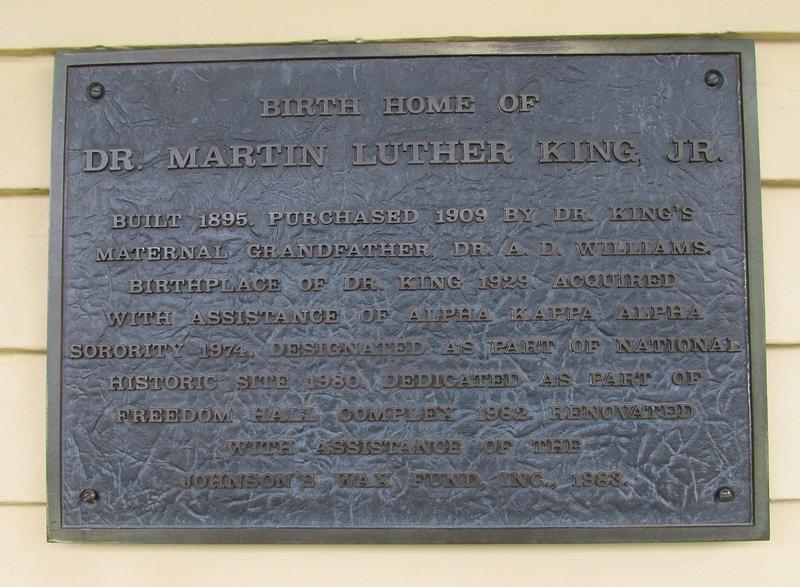 BIRTH HOME OF
DR. MARTIN LUTHER KING, JR.
BUILT 1895. PURCHASED 1909 BY DR. KING'S
MATERNAL GRANDFATHER, DR. A. D. WILLIAMS.
BIRTHPLACE OF DR. KING 1929. ACQUIRED
WITH ASSISTANCE OF ALPHA KAPPA ALPHA
SORORITY 1974. DESIGNATED AS PART OF NATIONAL
HISTORIC SITE 1980. DEDICATED AS PART OF
FREEDOM HALL COMPLEX 1982. RENOVATED
WITH ASSISTANCE OF THE
JOHNSON'S WAX FUND, INC., 1983.